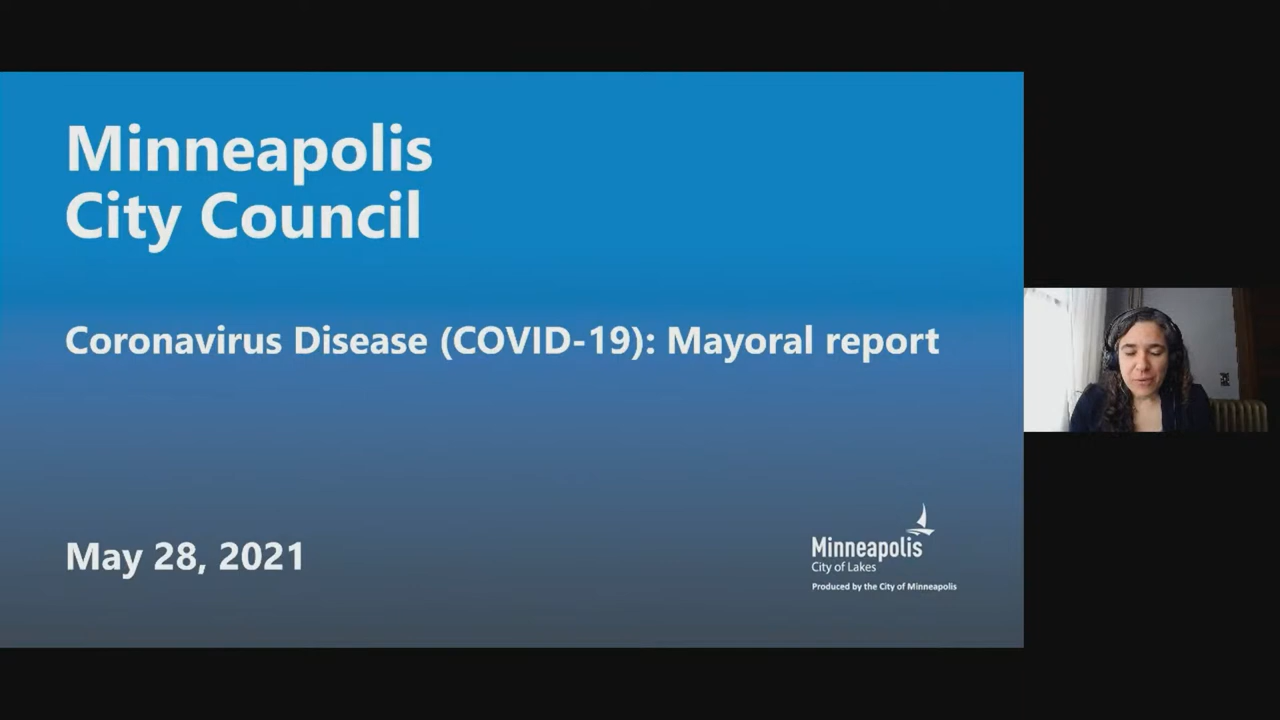 Minneapolis
City Council
Coronavirus Disease (COVID-19): Mayoral report
May 28, 2021
Minneapolis
City of Lakes
Produced by the City of Minneapolis